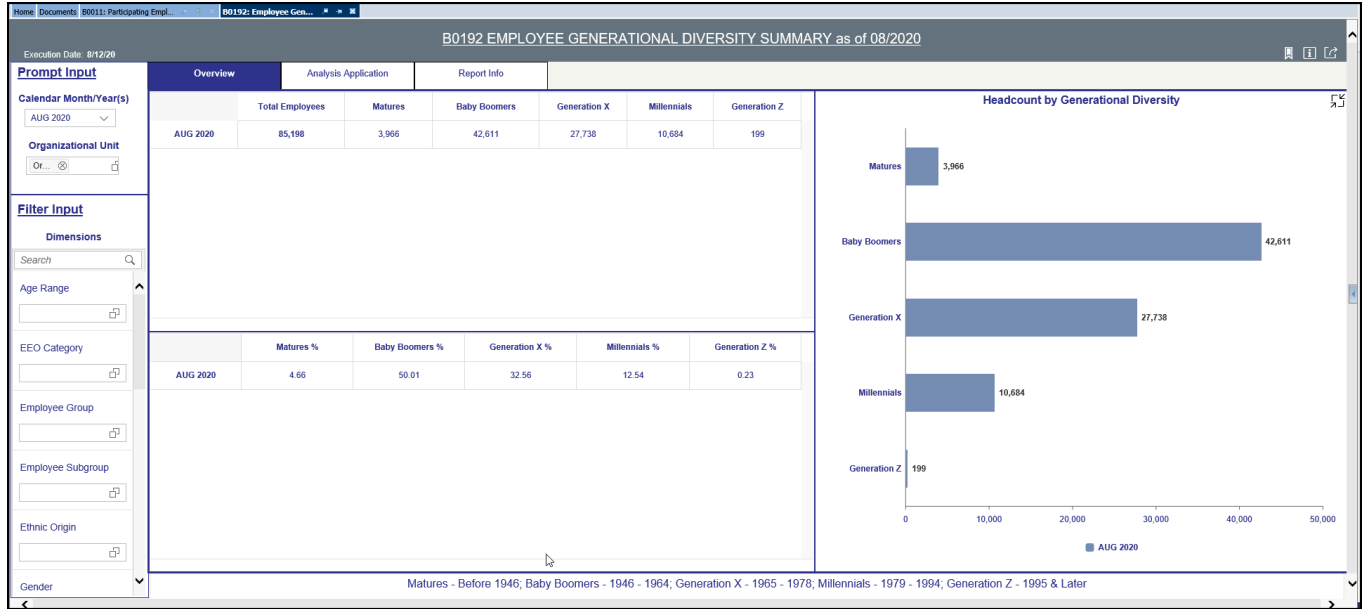 Home Documents B0011: Participating Empl... B0192: Employee Gen...
B0192 EMPLOYEE GENERATIONAL DIVERSITY SUMMARY as of 08/2020
Execution Date: 8/12/20
Prompt Input
Calendar Month/Year(s)
AUG 2020
Organizational Unit
Or...
Filter Input
Dimensions
Search
Age Range
EEO Category
Employee Group
Employee Subgroup
Ethnic Origin
Gender
Overview Analysis Application Report Info
Total Employees Matures Baby Boomers Generation X Millennials Generation Z
AUG 2020 85,198 3,966 42,611 27,738 10,684 199
Matures % Baby Boomers % Generation X % Millennials % Generation Z %
AUG 2020 4.66 50.01 32.56 12.54 0.23
Headcount by Generational Diversity
Matures 3,966
Baby Boomers 42,611
Generation X 27,738
Millennials 10,684
Generation Z 199
0 10,000 20,000 30,000 40,000 50,000
AUG 2020
Matures - Before 1946; Baby Boomers - 1946 - 1964; Generation X - 1965 - 1978; Millennials - 1979 - 1994; Generation Z - 1995 & Later